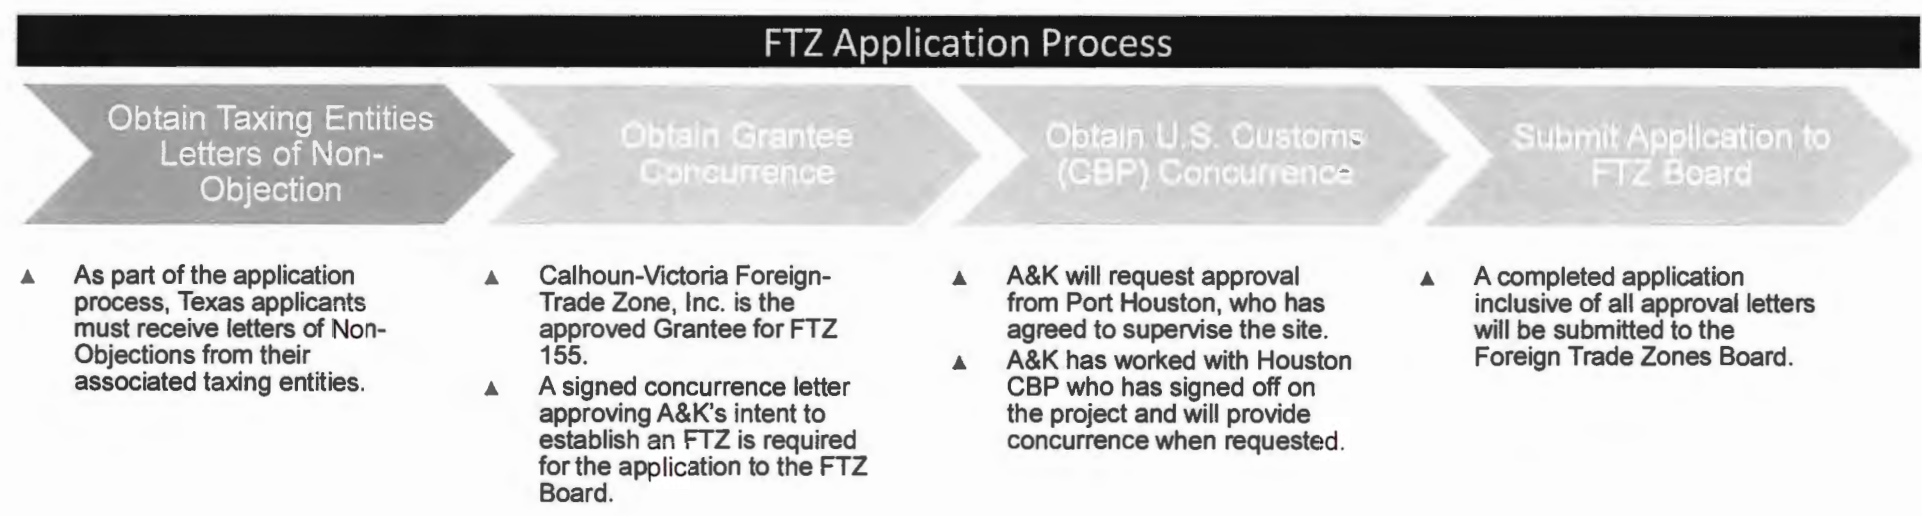 FTZ Application Process
Obtain Taxing Entities
Letters of Non-
Objection
Obtain Grantee
Concurrence
Obtain U.S. Customs
(CBP) Concurrence
Submit Application to
FTZ Board
As part of the application
process, Texas applicants
must receive letters of Non-
Objections from their
associated taxing entities.
Calhoun-Victoria Foreign-
Trade Zone, Inc. is the
approved Grantee for FTZ
155.
A signed concurrence letter
approving A&K's intent to
establish an FTZ is required
for the application to the FTZ
Board.
A&K will request approval
from Port Houston, who has
agreed to supervise the site.
A&K has worked with Houston
CBP who has signed off on
the project and will provide
concurrence when requested.
A completed application
inclusive of all approval letters
will be submitted to the
Foreign Trade Zones Board.